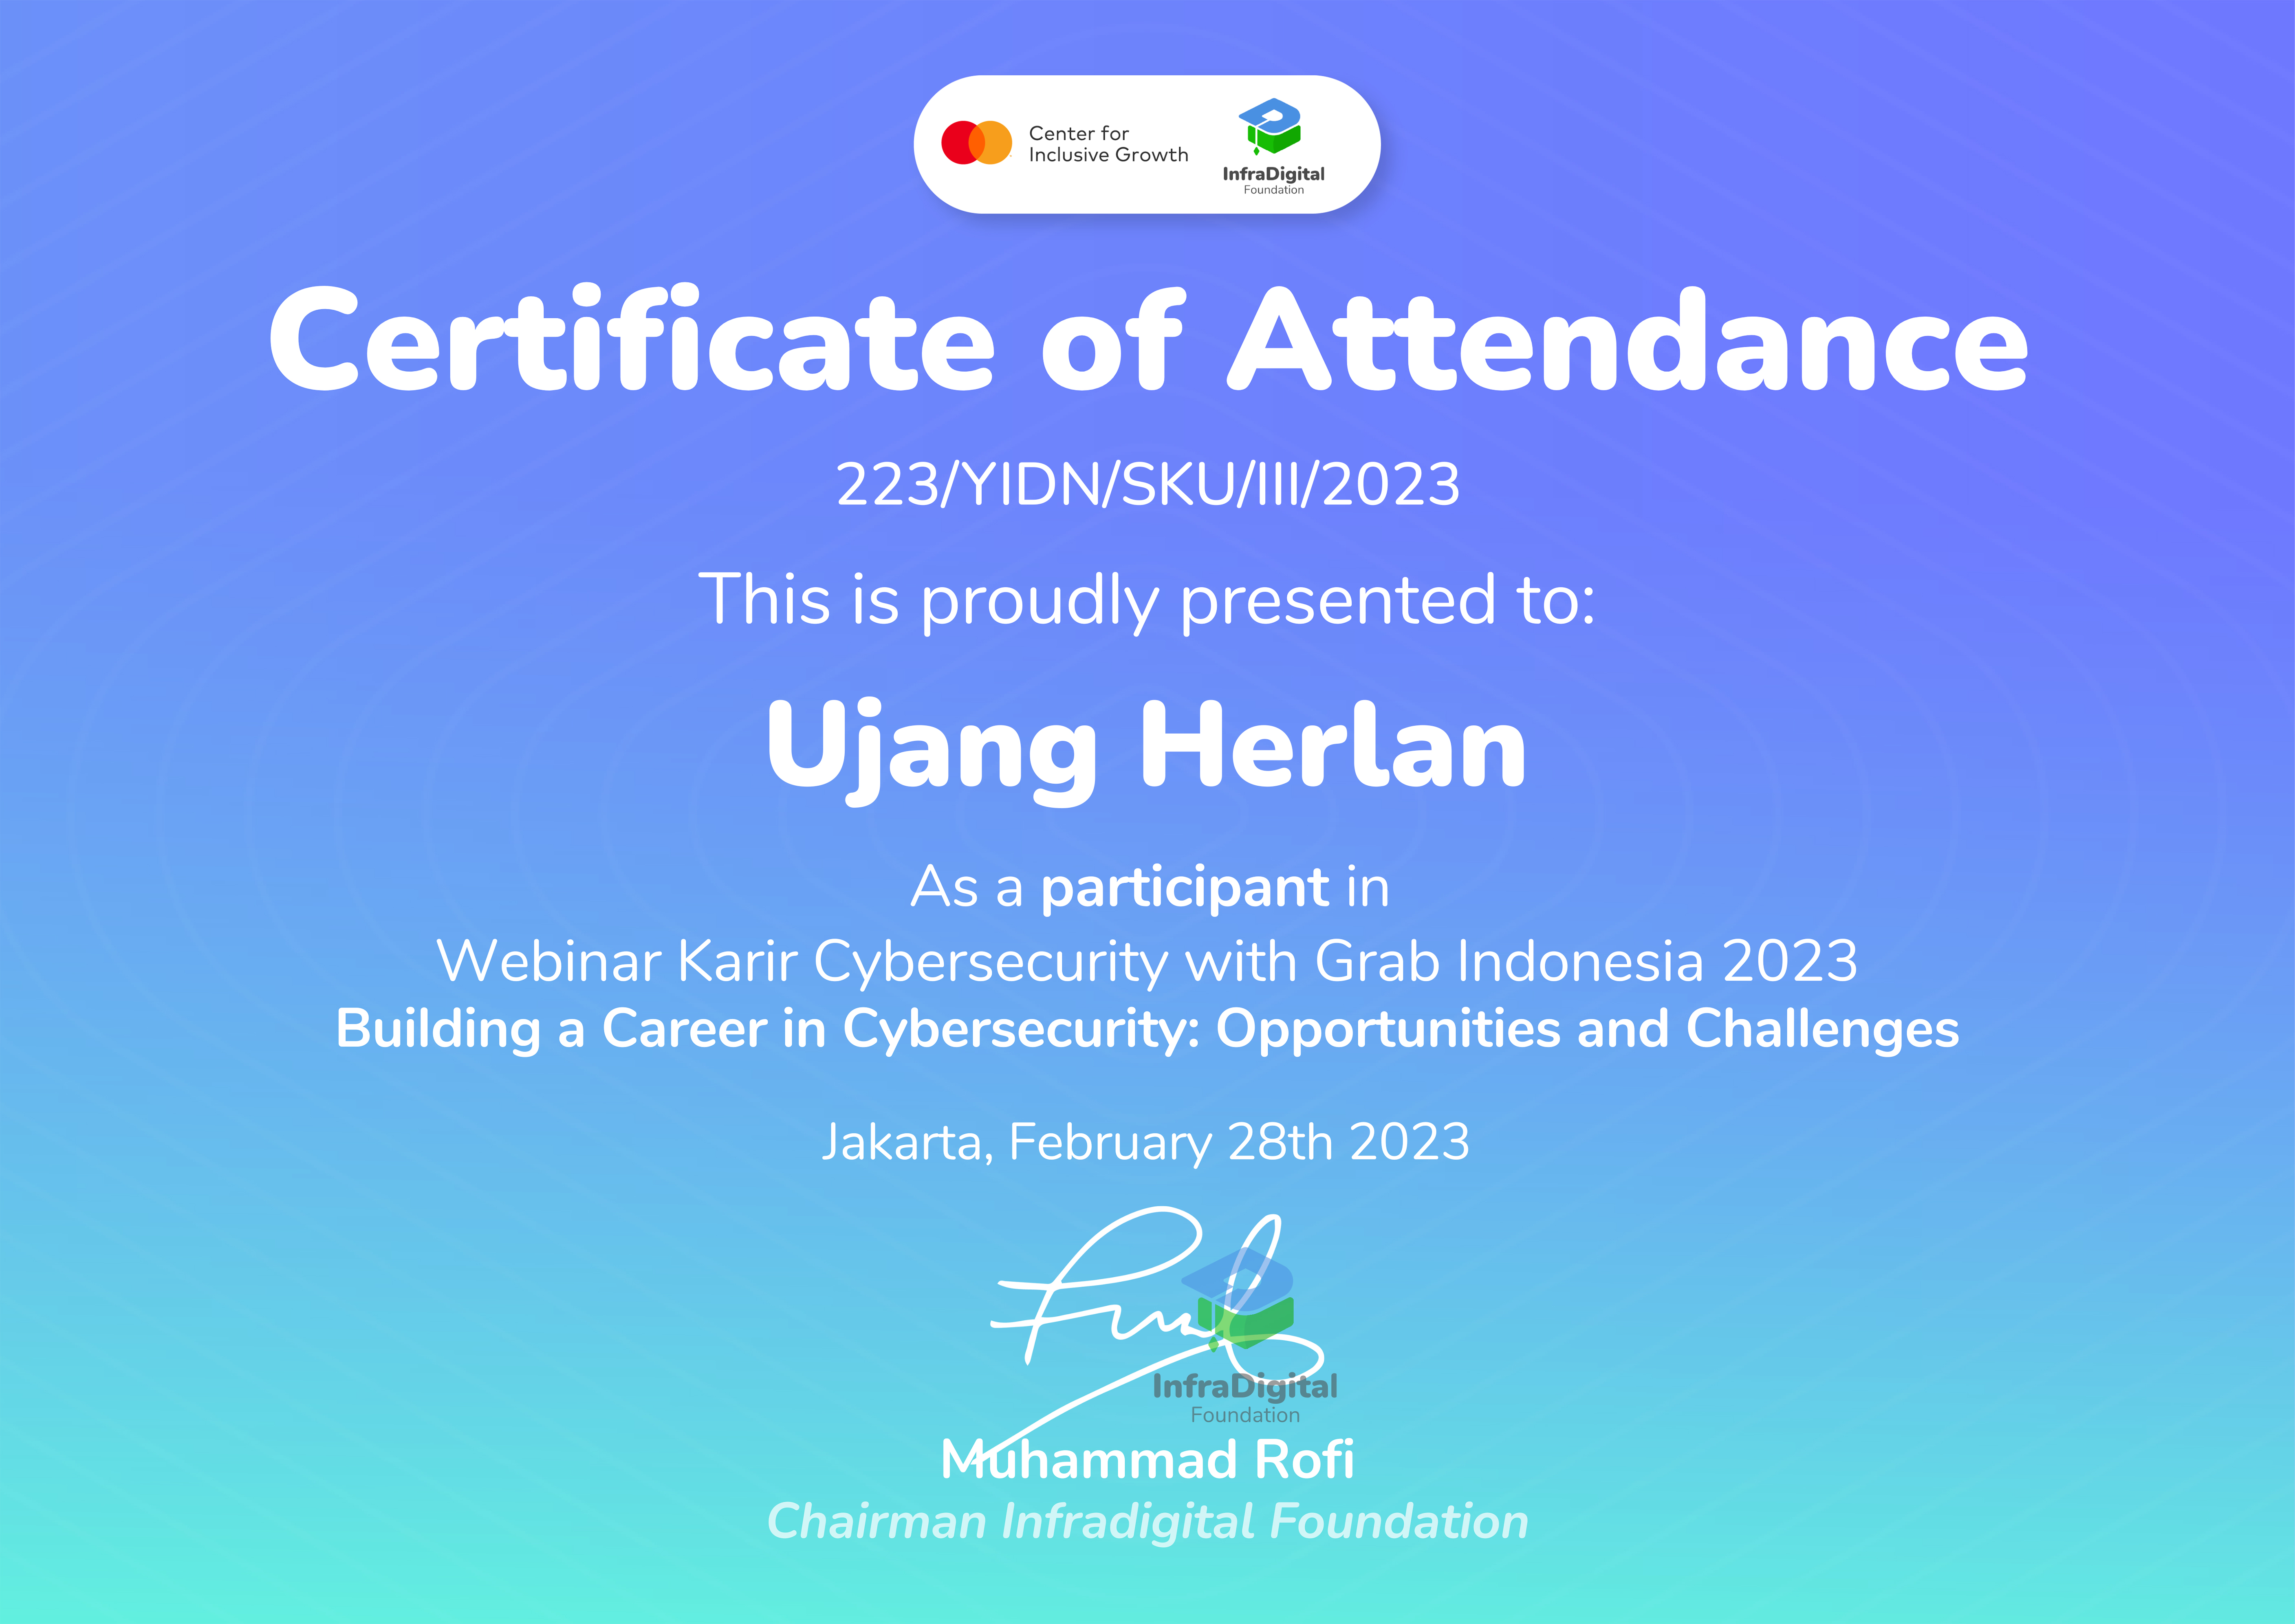 Center for
Inclusive Growth
InfraDigital
Foundation
Certificate of Attendance
223/YIDN/SKU/III/2023
This is proudly presented to:
Ujang Herlan
As a participant in
Webinar Karir Cybersecurity with Grab Indonesia 2023
Building a Career in Cybersecurity: Opportunities and Challenges
Jakarta, February 28th 2023
InfraDigital
Foundation
Muhammad Rofi
Chairman Infradigital Foundation